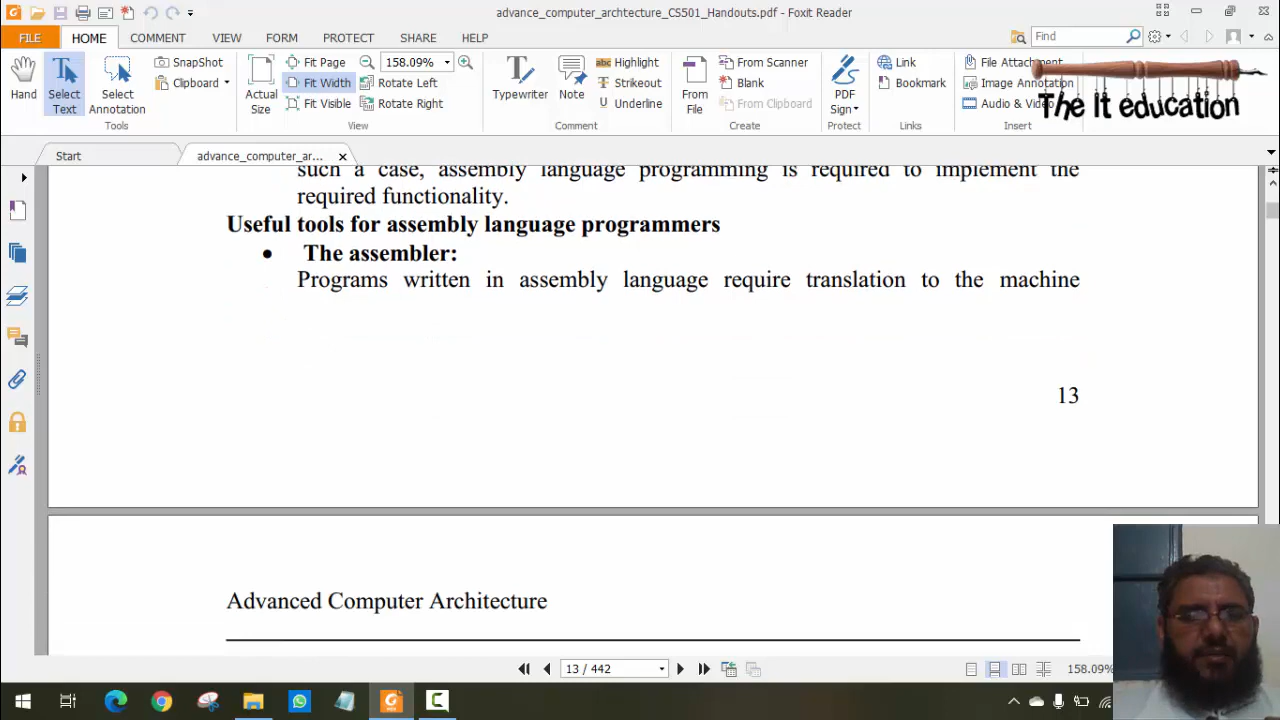 advance_computer_archtecture_CS501_Handouts.pdf - Foxit Reader
FILE HOME COMMENT VIEW FORM PROTECT SHARE HELP Find
Hand
Select Text
Select Annotation
SnapShot
Clipboard
Tools
Actual Size
Fit Page
Fit Width
Fit Visible
158.09%
Rotate Left
Rotate Right
View
Typewriter
Note
Highlight
Strikeout
Underline
Comment
From File
From Scanner
Blank
From Clipboard
Create
PDF Sign
Protect
Link
Bookmark
Links
File Attachment
Image Annotation
Audio & Video
Insert
The It education
Start advance_computer_ar...
such a case, assembly language programming is required to implement the
required functionality.
Useful tools for assembly language programmers
• The assembler:
Programs written in assembly language require translation to the machine
13
Advanced Computer Architecture
13 / 442
158.09%